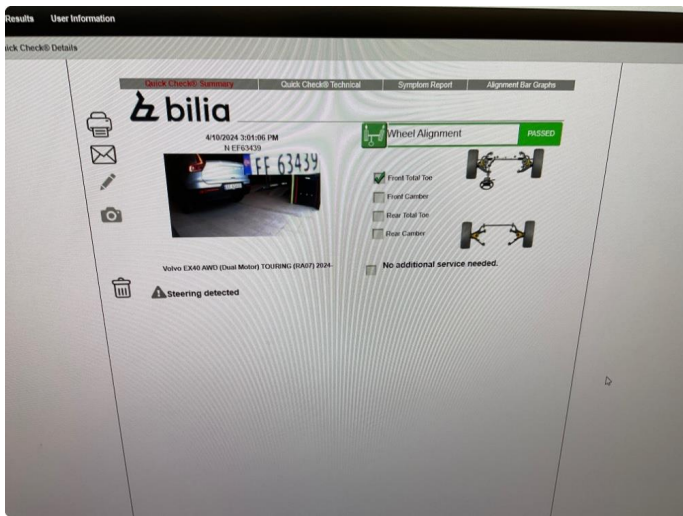 Results User Information
Quick Check® Details
Quick Check® Summary Quick Check® Technical Symptom Report Alignment Bar Graphs
bilia
4/10/2024 3:01:06 PM
N EF63439
EF 63439
Wheel Alignment PASSED
Front Total Toe
Front Camber
Rear Total Toe
Rear Camber
Volvo EX40 AWD (Dual Motor) TOURING (RA07) 2024-
No additional service needed.
Steering detected